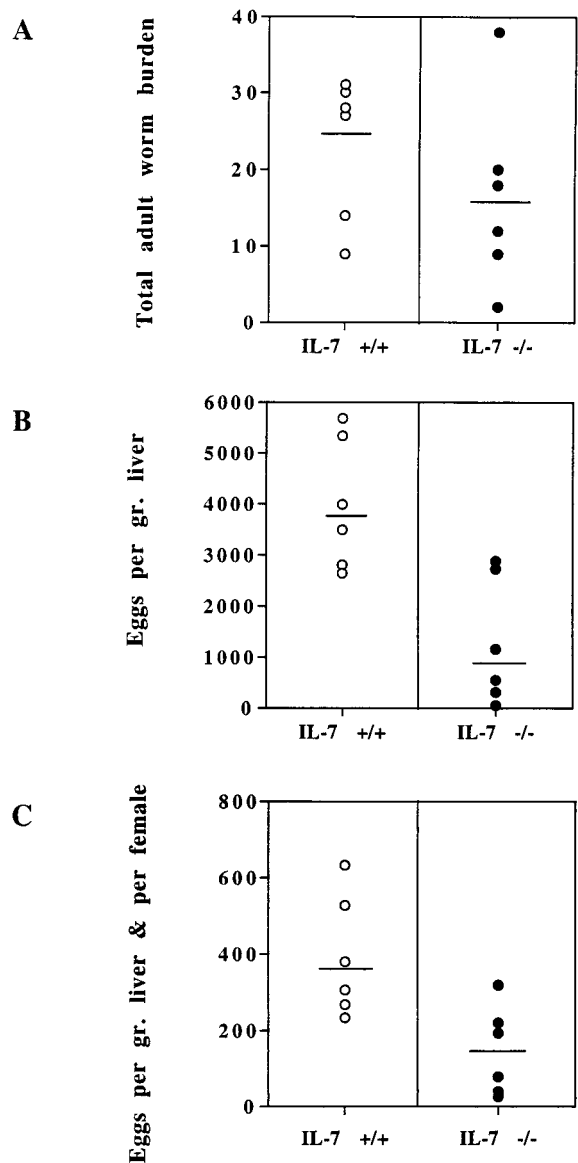 A
Total adult worm burden
40
30
20
10
0
IL-7 +/+
IL-7 -/-
B
Eggs per gr. liver
6000
5000
4000
3000
2000
1000
0
IL-7 +/+
IL-7 -/-
C
Eggs per gr. liver & per female
800
600
400
200
0
IL-7 +/+
IL-7 -/-